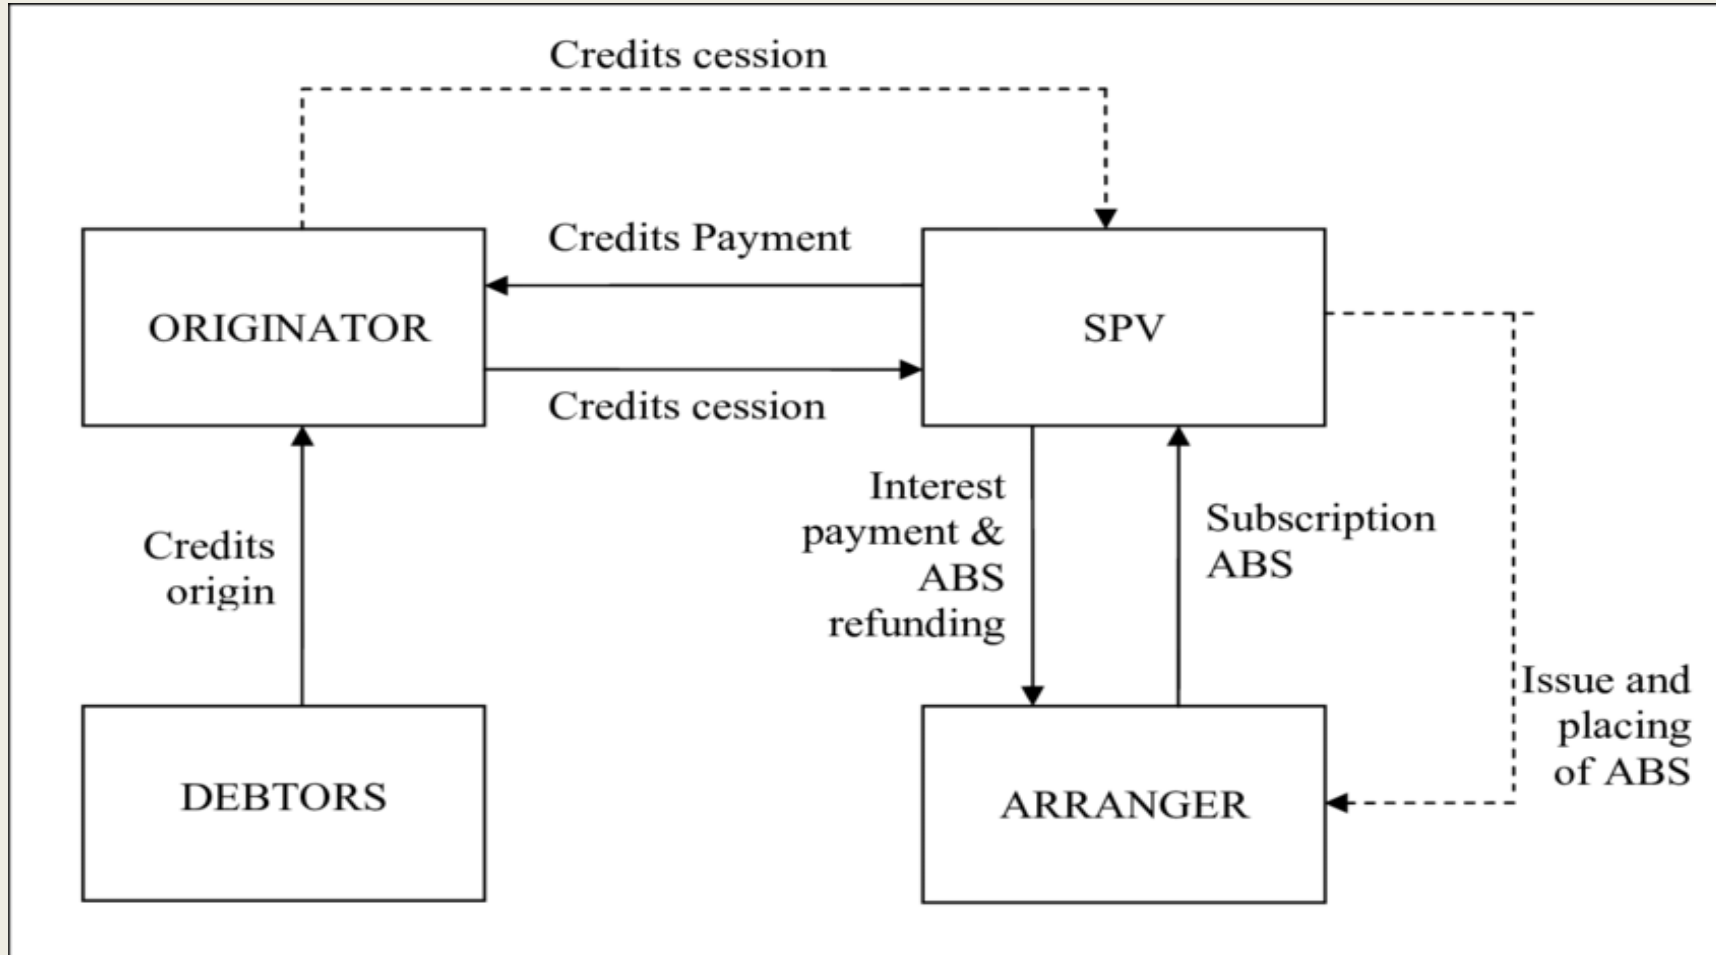 Credits cession
Credits Payment
ORIGINATOR
SPV
Credits cession
Interest
payment &
ABS
refunding
Subscription
ABS
Credits
origin
Issue and
placing
of ABS
DEBTORS
ARRANGER